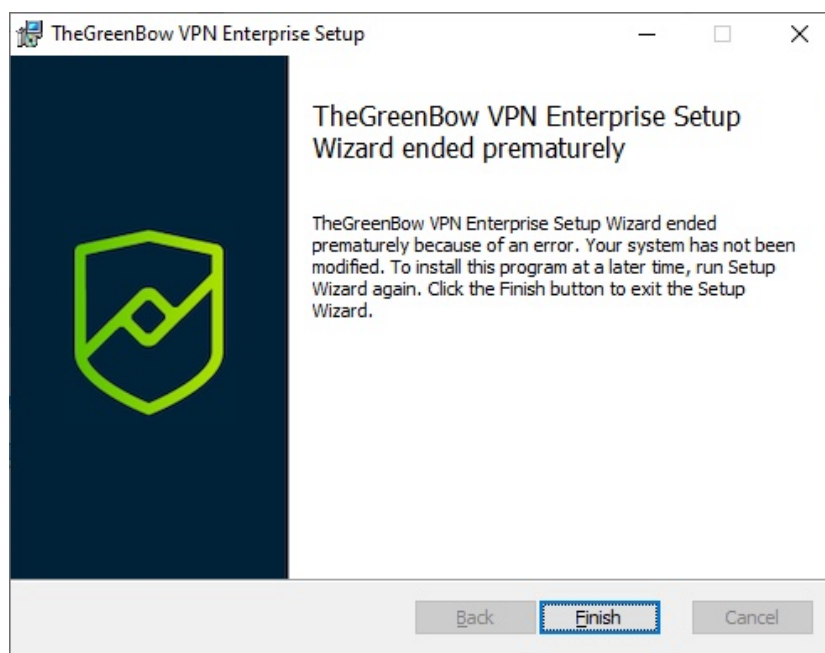 TheGreenBow VPN Enterprise Setup
TheGreenBow VPN Enterprise Setup
Wizard ended prematurely
TheGreenBow VPN Enterprise Setup Wizard ended
prematurely because of an error. Your system has not been
modified. To install this program at a later time, run Setup
Wizard again. Click the Finish button to exit the Setup
Wizard.
Back Finish Cancel